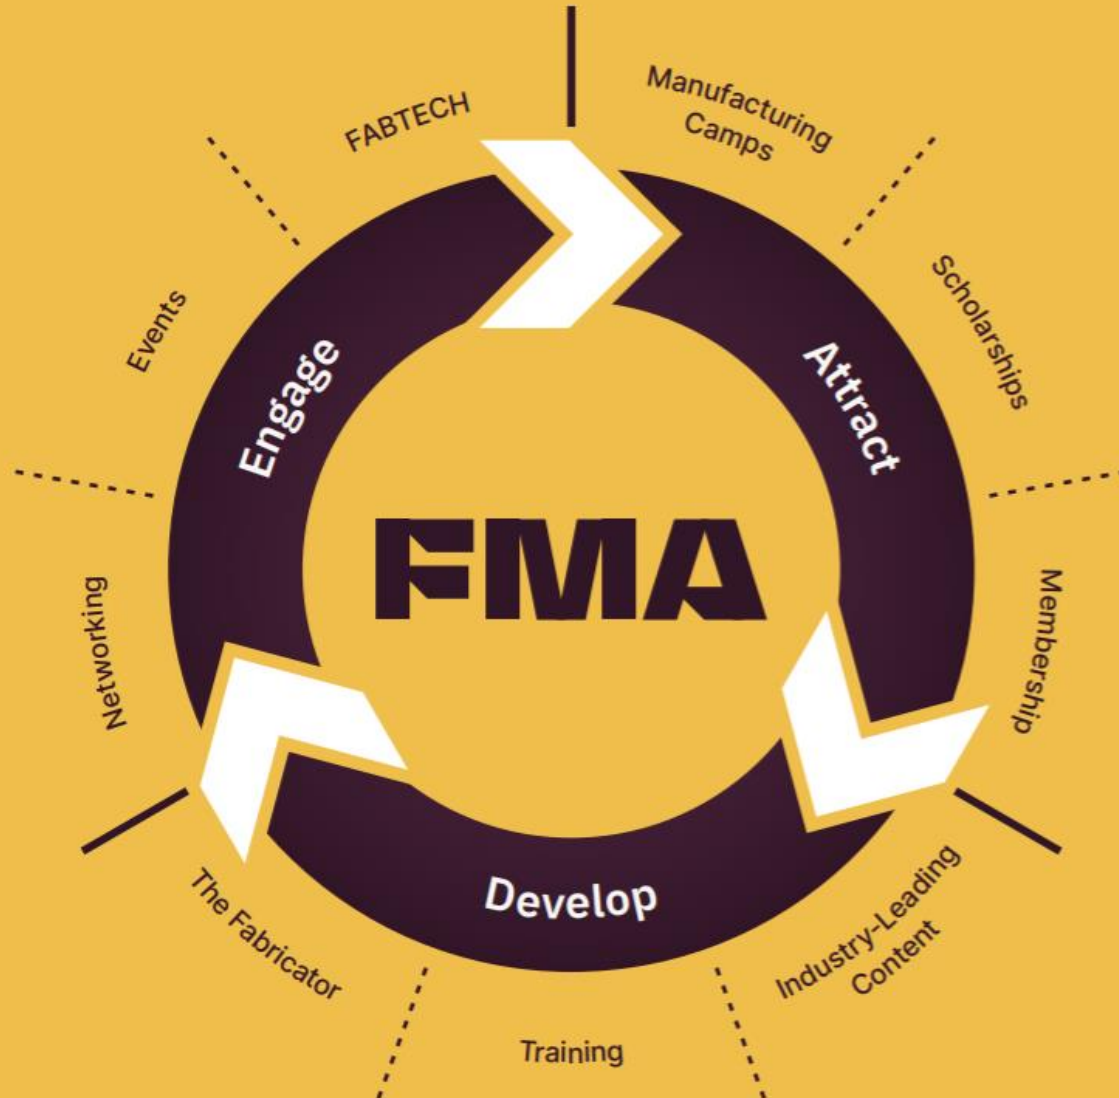 FMA
Attract
Manufacturing
Camps
Scholarships
Membership
Develop
Industry-Leading
Content
Training
The Fabricator
Engage
Networking
Events
FABTECH